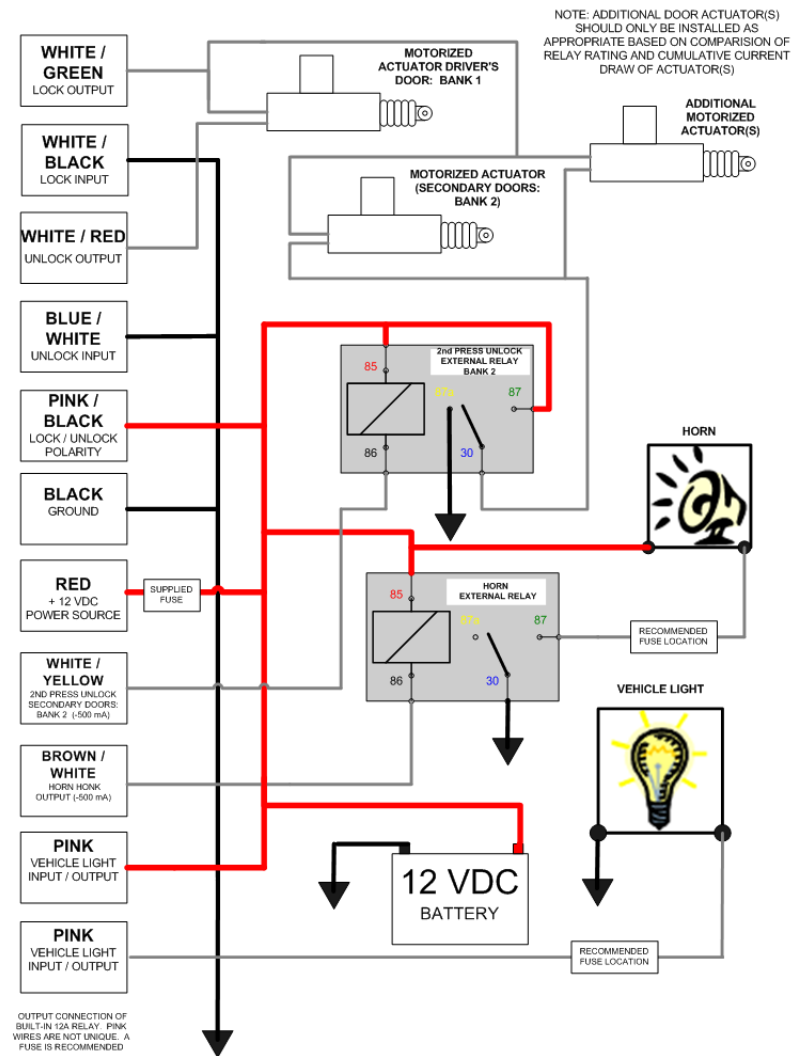 NOTE: ADDITIONAL DOOR ACTUATOR(S)
SHOULD ONLY BE INSTALLED AS
APPROPRIATE BASED ON COMPARISION OF
RELAY RATING AND CUMULATIVE CURRENT
DRAW OF ACTUATOR(S)
WHITE /
GREEN
LOCK OUTPUT
MOTORIZED
ACTUATOR DRIVER'S
DOOR: BANK 1
ADDITIONAL
MOTORIZED
ACTUATOR(S)
WHITE /
BLACK
LOCK INPUT
MOTORIZED ACTUATOR
(SECONDARY DOORS:
BANK 2)
WHITE / RED
UNLOCK OUTPUT
BLUE /
WHITE
UNLOCK INPUT
2nd PRESS UNLOCK
EXTERNAL RELAY
BANK 2
85
87a
87
86
30
PINK /
BLACK
LOCK / UNLOCK
POLARITY
HORN
BLACK
GROUND
RED
+ 12 VDC
POWER SOURCE
SUPPLIED
FUSE
HORN
EXTERNAL RELAY
85
87a
87
86
30
RECOMMENDED
FUSE LOCATION
WHITE /
YELLOW
2ND PRESS UNLOCK
SECONDARY DOORS:
BANK 2 (-500 mA)
VEHICLE LIGHT
BROWN /
WHITE
HORN HONK
OUTPUT (-500 mA)
PINK
VEHICLE LIGHT
INPUT / OUTPUT
12 VDC
BATTERY
PINK
VEHICLE LIGHT
INPUT / OUTPUT
RECOMMENDED
FUSE LOCATION
OUTPUT CONNECTION OF
BUILT-IN 12A RELAY. PINK
WIRES ARE NOT UNIQUE. A
FUSE IS RECOMMENDED